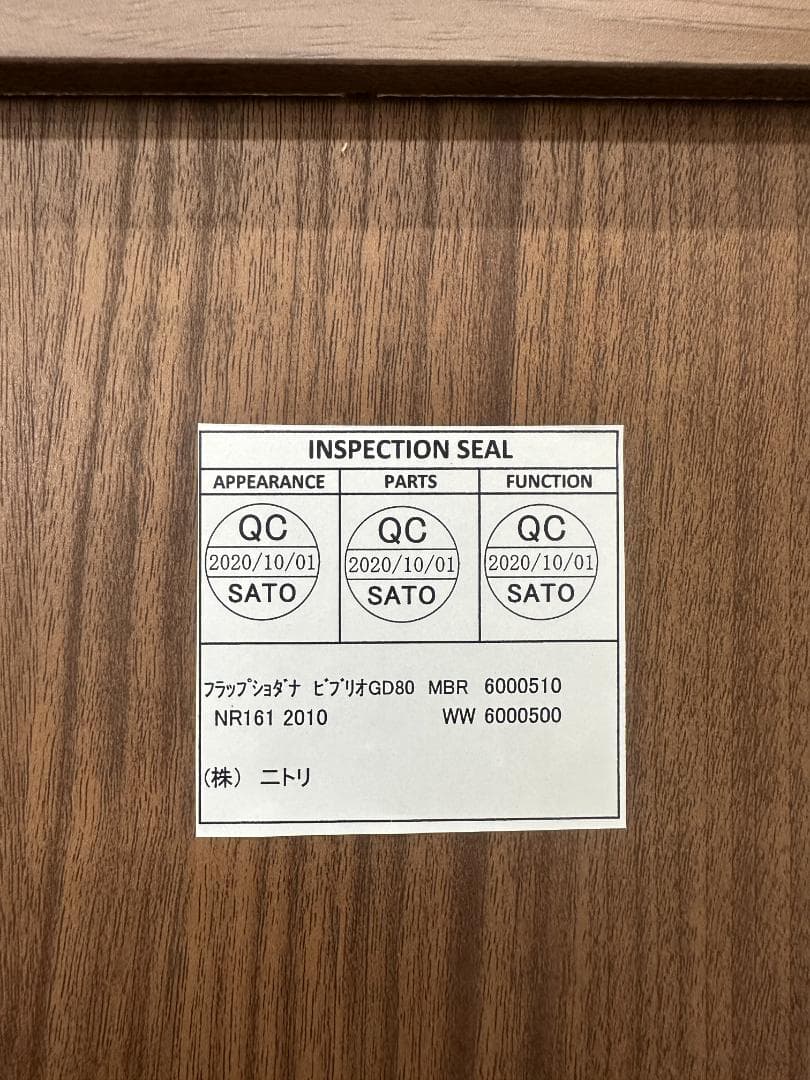 INSPECTION SEAL
APPEARANCE PARTS FUNCTION
QC QC QC
2020/10/01 2020/10/01 2020/10/01
SATO SATO SATO
ﾌﾗｯﾌﾟｼｮﾀﾞﾅ ﾋﾞﾌﾞﾘｵGD80 MBR 6000510
NR161 2010 WW 6000500
（株） ニトリ